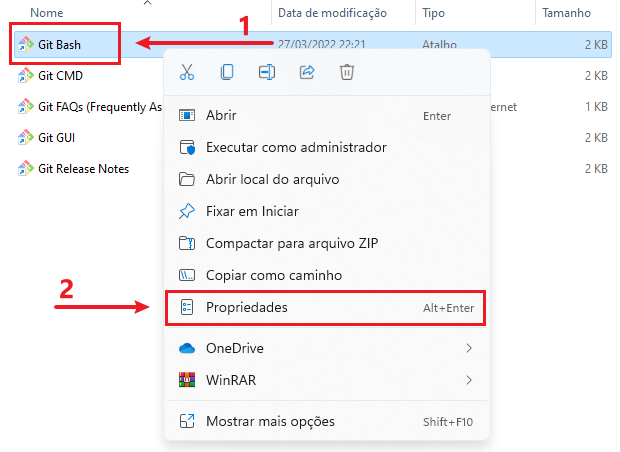 Nome Data de modificação Tipo Tamanho
1
Git Bash 27/03/2022 22:21 Atalho 2 KB
Git CMD 2 KB
Git FAQs (Frequently As ernet 1 KB
Git GUI 2 KB
Git Release Notes 2 KB
Abrir Enter
Executar como administrador
Abrir local do arquivo
Fixar em Iniciar
Compactar para arquivo ZIP
Copiar como caminho
2
Propriedades Alt+Enter
OneDrive
WinRAR
Mostrar mais opções Shift+F10